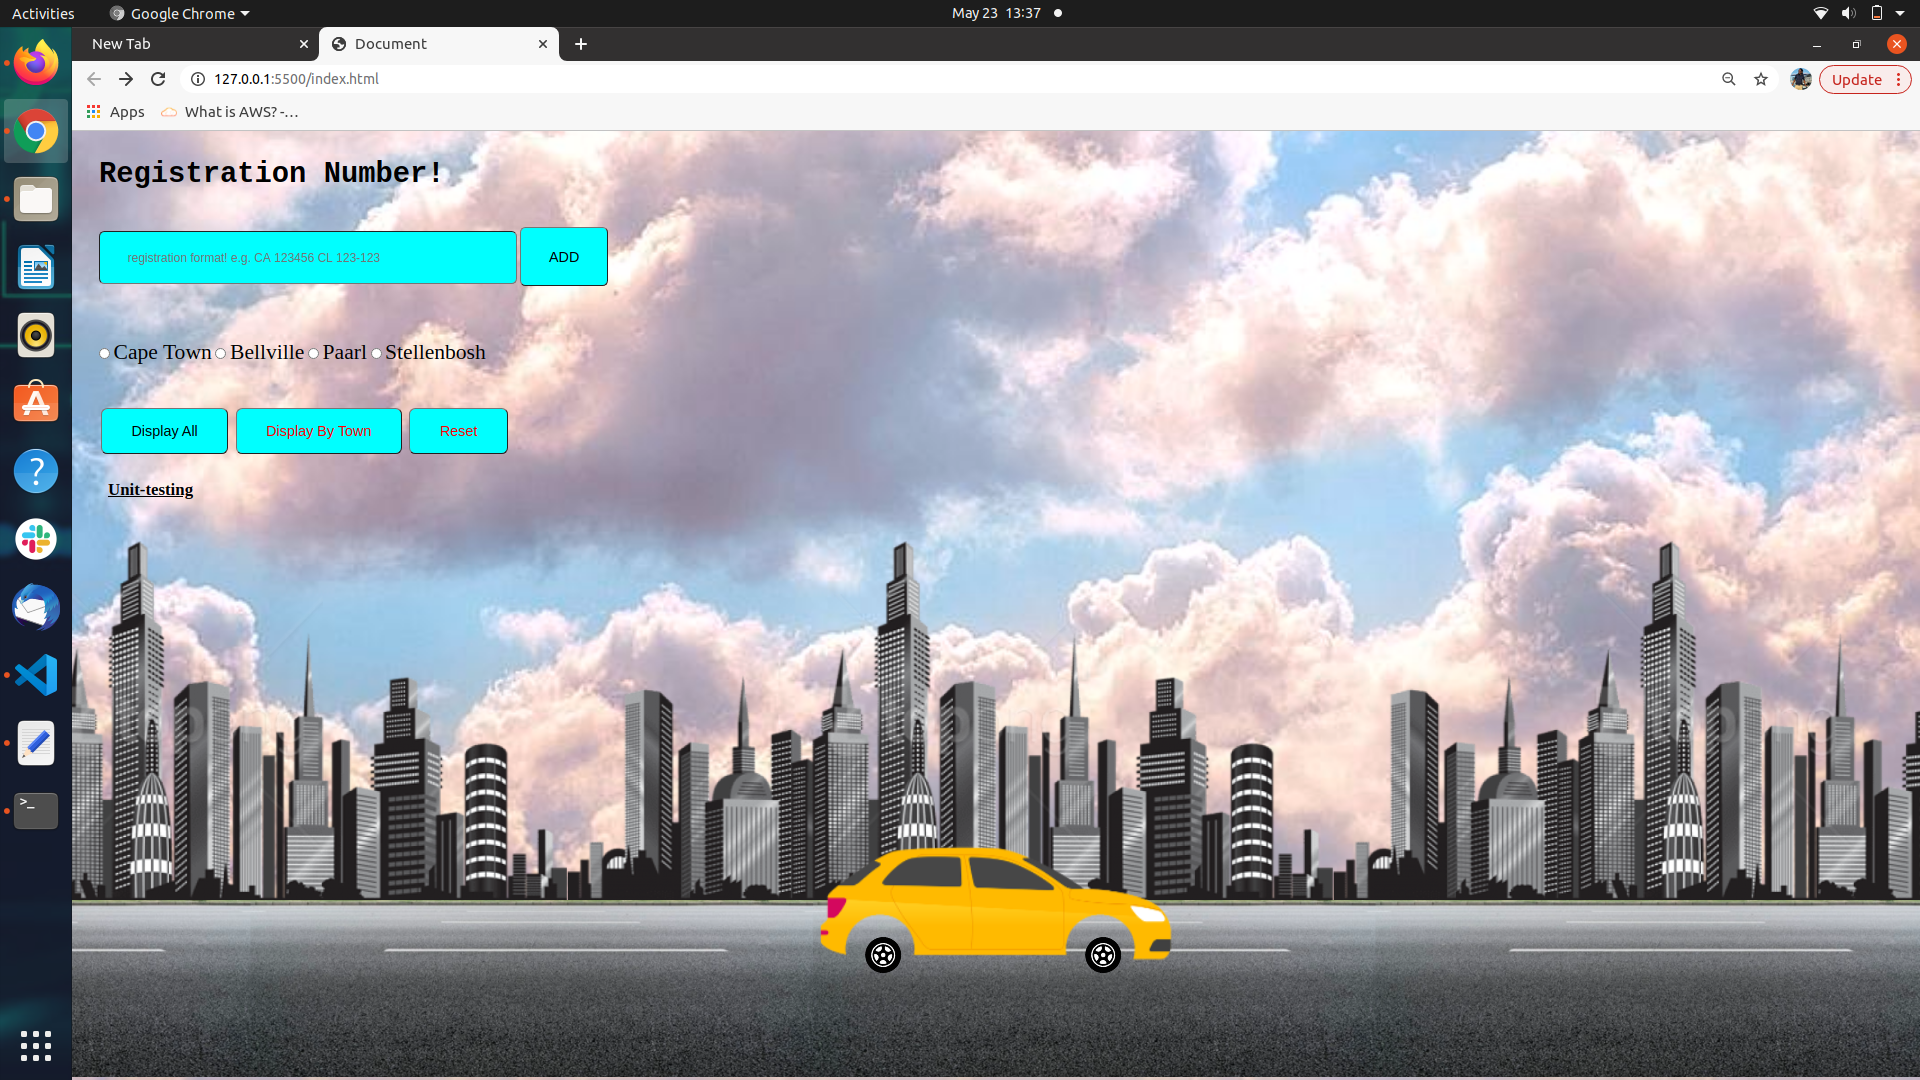 Activities
Google Chrome
May 23 13:37
New Tab
Document
127.0.0.1:5500/index.html
Update
Apps
What is AWS? -...
Registration Number!
registration format! e.g. CA 123456 CL 123-123
ADD
Cape Town Bellville Paarl Stellenbosh
Display All
Display By Town
Reset
Unit-testing